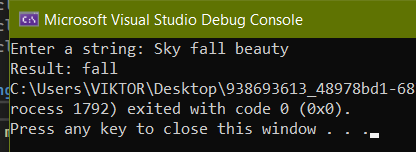 Microsoft Visual Studio Debug Console
Enter a string: Sky fall beauty
Result: fall
C:\Users\VIKTOR\Desktop\938693613_48978bd1-68
rocess 1792) exited with code 0 (0x0).
Press any key to close this window . . .